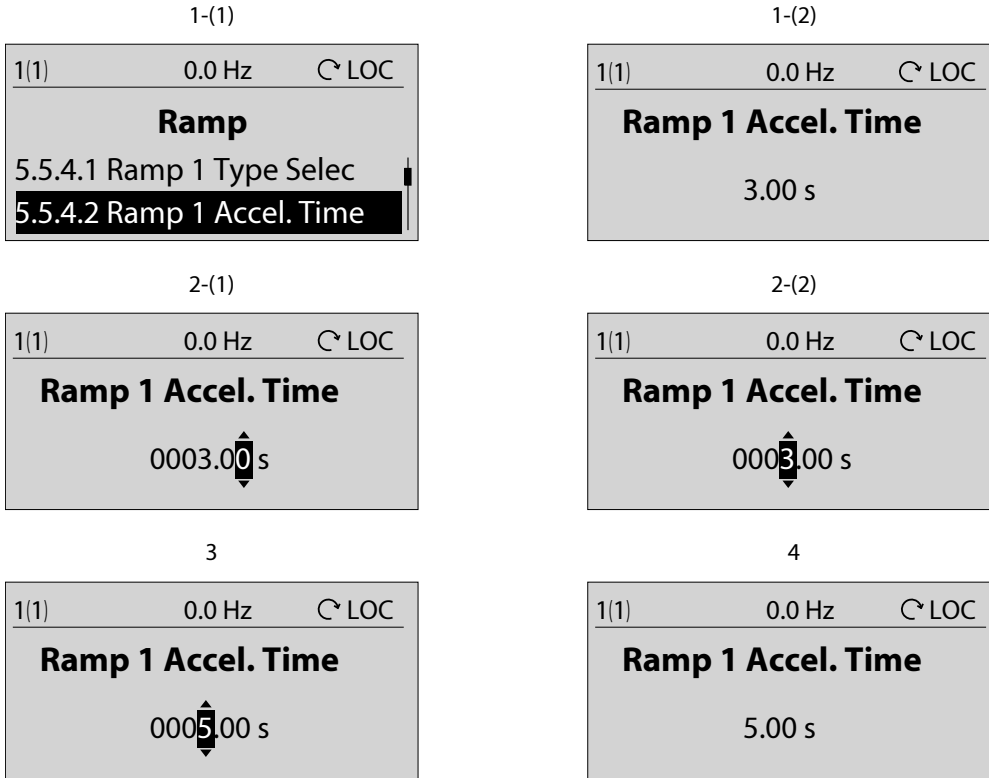 1-(1)
1(1) 0.0 Hz LOC
Ramp
5.5.4.1 Ramp 1 Type Selec
5.5.4.2 Ramp 1 Accel. Time
1-(2)
1(1) 0.0 Hz LOC
Ramp 1 Accel. Time
3.00 s
2-(1)
1(1) 0.0 Hz LOC
Ramp 1 Accel. Time
0003.00 s
2-(2)
1(1) 0.0 Hz LOC
Ramp 1 Accel. Time
0003.00 s
3
1(1) 0.0 Hz LOC
Ramp 1 Accel. Time
0005.00 s
4
1(1) 0.0 Hz LOC
Ramp 1 Accel. Time
5.00 s